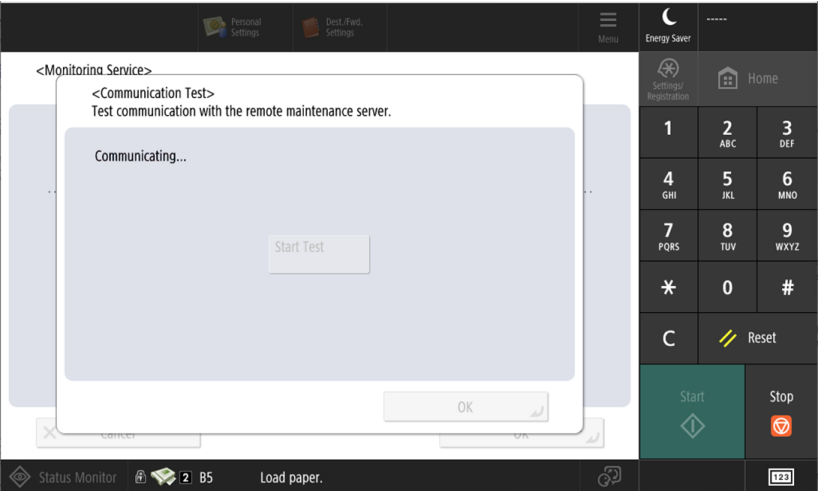 Personal
Settings
Dest./Fwd.
Settings
Menu
Energy Saver
-----
<Monitoring Service>
<Communication Test>
Test communication with the remote maintenance server.
Communicating...
Start Test
OK
Cancel
OK
Settings/
Registration
Home
1
2
ABC
3
DEF
4
GHI
5
JKL
6
MNO
7
PQRS
8
TUV
9
WXYZ
*
0
#
C
Reset
Start
Stop
Status Monitor
2
B5
Load paper.
123